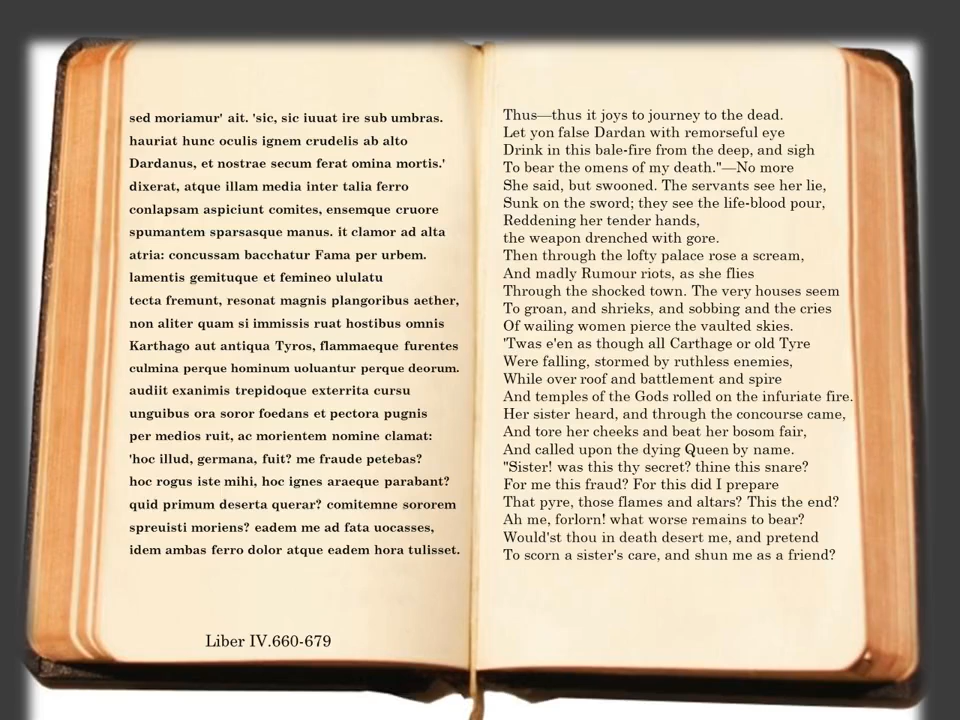 sed moriamur' ait. 'sic, sic iuuat ire sub umbras.
hauriat hunc oculis ignem crudelis ab alto
Dardanus, et nostrae secum ferat omina mortis.'
dixerat, atque illam media inter talia ferro
conlapsam aspiciunt comites, ensemque cruore
spumantem sparsasque manus. it clamor ad alta
atria: concussam bacchatur Fama per urbem.
lamentis gemituque et femineo ululatu
tecta fremunt, resonat magnis plangoribus aether,
non aliter quam si immissis ruat hostibus omnis
Karthago aut antiqua Tyros, flammaeque furentes
culmina perque hominum uoluantur perque deorum.
audiit exanimis trepidoque exterrita cursu
unguibus ora soror foedans et pectora pugnis
per medios ruit, ac morientem nomine clamat:
'hoc illud, germana, fuit? me fraude petebas?
hoc rogus iste mihi, hoc ignes araeque parabant?
quid primum deserta querar? comitemne sororem
spreuisti moriens? eadem me ad fata uocasses,
idem ambas ferro dolor atque eadem hora tulisset.
Liber IV.660-679
Thus—thus it joys to journey to the dead.
Let yon false Dardan with remorseful eye
Drink in this bale-fire from the deep, and sigh
To bear the omens of my death."—No more
She said, but swooned. The servants see her lie,
Sunk on the sword; they see the life-blood pour,
Reddening her tender hands,
the weapon drenched with gore.
Then through the lofty palace rose a scream,
And madly Rumour riots, as she flies
Through the shocked town. The very houses seem
To groan, and shrieks, and sobbing and the cries
Of wailing women pierce the vaulted skies.
'Twas e'en as though all Carthage or old Tyre
Were falling, stormed by ruthless enemies,
While over roof and battlement and spire
And temples of the Gods rolled on the infuriate fire.
Her sister heard, and through the concourse came,
And tore her cheeks and beat her bosom fair,
And called upon the dying Queen by name.
"Sister! was this thy secret? thine this snare?
For me this fraud? For this did I prepare
That pyre, those flames and altars? This the end?
Ah me, forlorn! what worse remains to bear?
Would'st thou in death desert me, and pretend
To scorn a sister's care, and shun me as a friend?